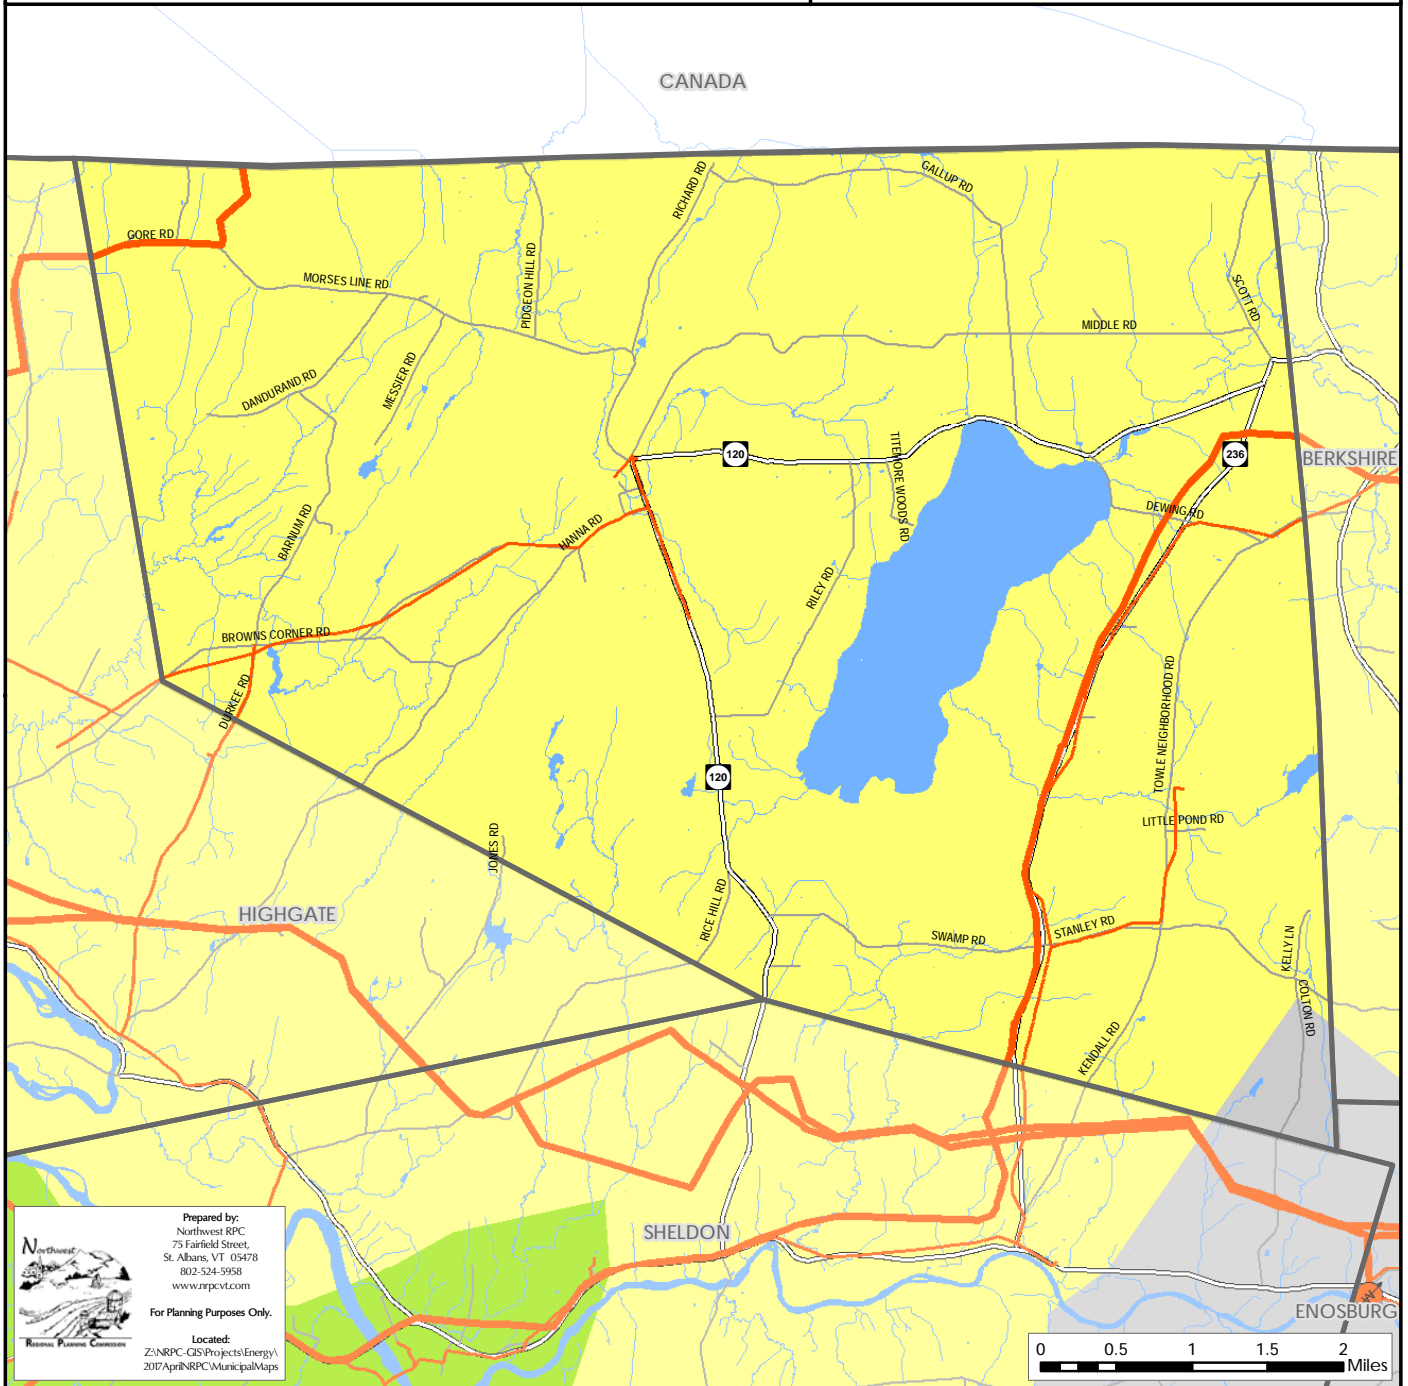 CANADA
RICHARD RD
GALLUP RD
GORE RD
MORSES LINE RD
PIDGEON HILL RD
SCOTT RD
MIDDLE RD
DANDURAND RD
MESSIER RD
120
TITEMORE WOODS RD
236
BERKSHIRE
DEWING RD
BARNUM RD
HANNA RD
RILEY RD
BROWNS CORNER RD
DURKEE RD
TOWLE NEIGHBORHOOD RD
120
LITTLE POND RD
JONES RD
HIGHGATE
RICE HILL RD
SWAMP RD
STANLEY RD
KELLY LN
COLTON RD
KENDALL RD
SHELDON
ENOSBURG
Northwest
REGIONAL PLANNING COMMISSION
Prepared by:
Northwest RPC
75 Fairfield Street,
St. Albans, VT 05478
802-524-5958
www.nrpcvt.com
For Planning Purposes Only.
Located:
Z:\NRPC-GIS\Projects\Energy\
2017AprilNRPC\MunicipalMaps
0 0.5 1 1.5 2
Miles